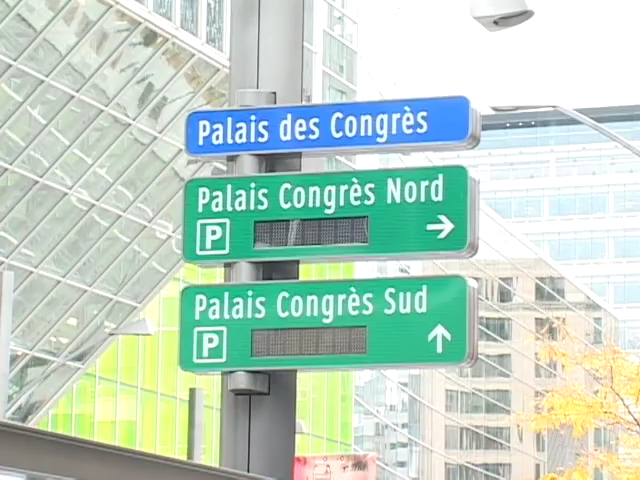 Palais des Congrès
Palais Congrès Nord
P
Palais Congrès Sud
P